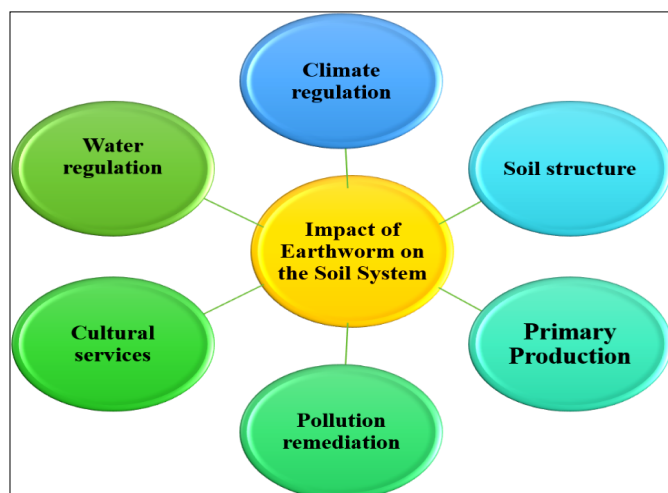 Climate
regulation
Water
regulation
Soil structure
Impact of
Earthworm on
the Soil System
Cultural
services
Primary
Production
Pollution
remediation